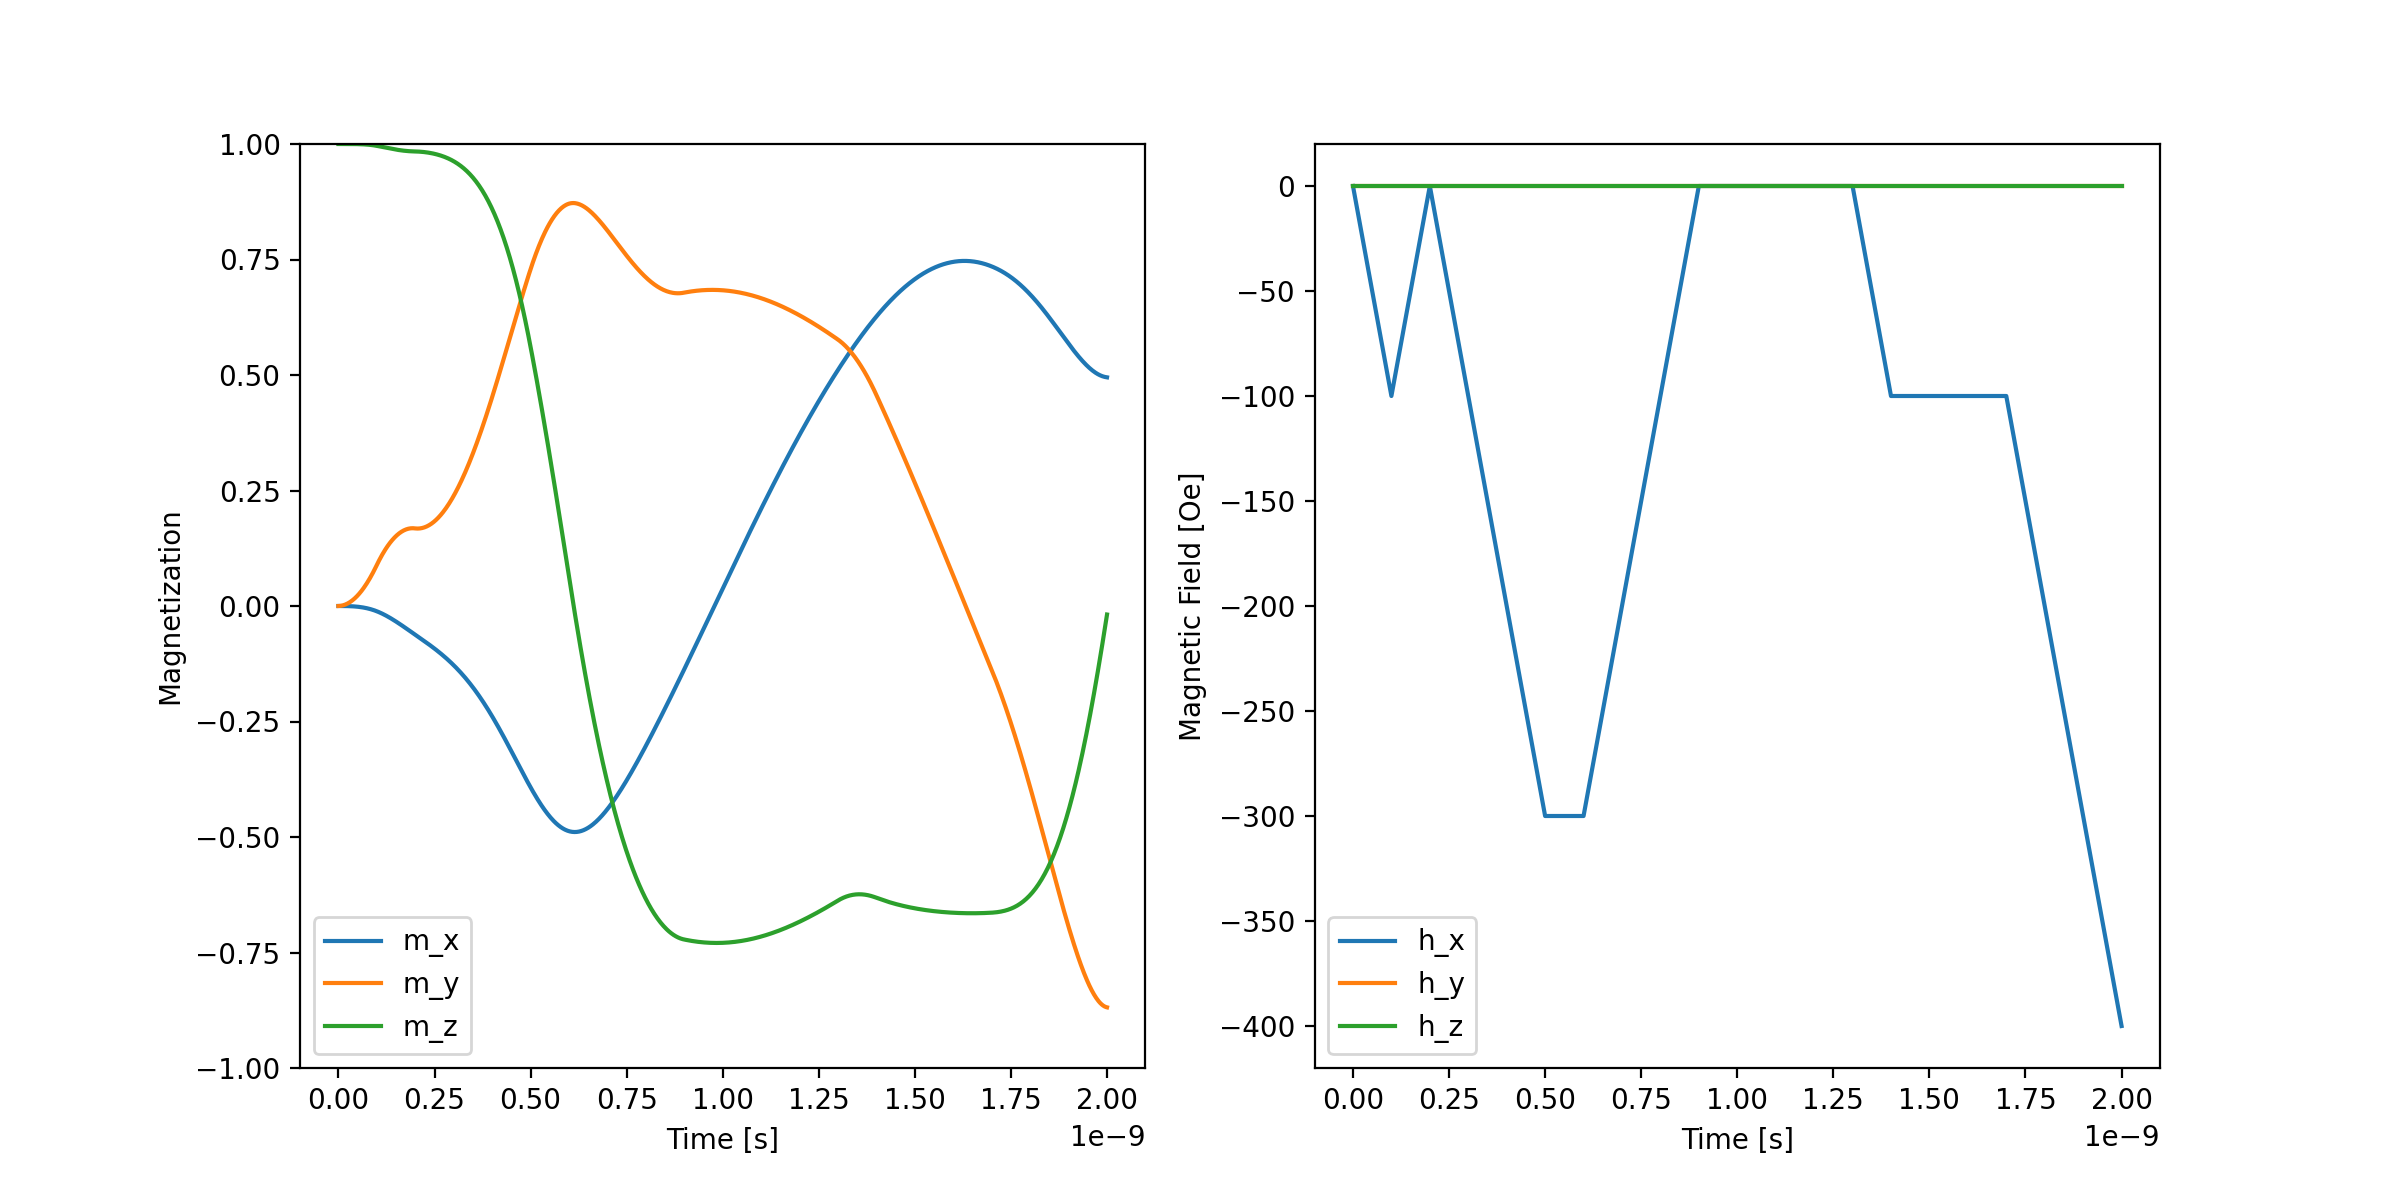 1.00
0.75
0.50
0.25
0.00
−0.25
−0.50
−0.75
−1.00
Magnetization
m_x
m_y
m_z
0.00 0.25 0.50 0.75 1.00 1.25 1.50 1.75 2.00
Time [s]
1e−9
0
−50
−100
−150
−200
−250
−300
−350
−400
Magnetic Field [Oe]
h_x
h_y
h_z
0.00 0.25 0.50 0.75 1.00 1.25 1.50 1.75 2.00
Time [s]
1e−9